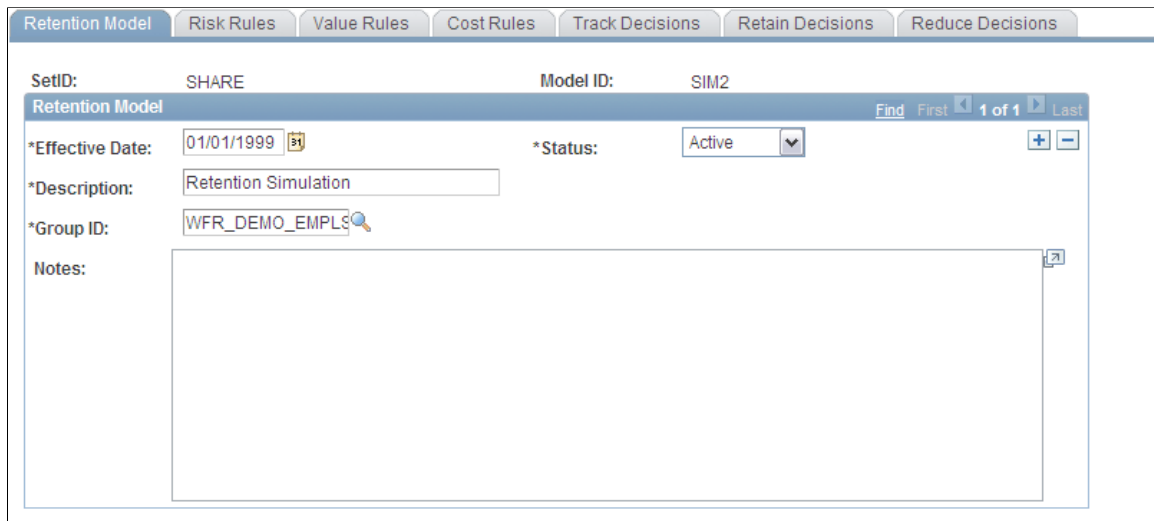 Retention Model Risk Rules Value Rules Cost Rules Track Decisions Retain Decisions Reduce Decisions
SetID: SHARE Model ID: SIM2
Retention Model Find First 1 of 1 Last
*Effective Date: 01/01/1999 31 *Status: Active
*Description: Retention Simulation
*Group ID: WFR_DEMO_EMPLS
Notes: